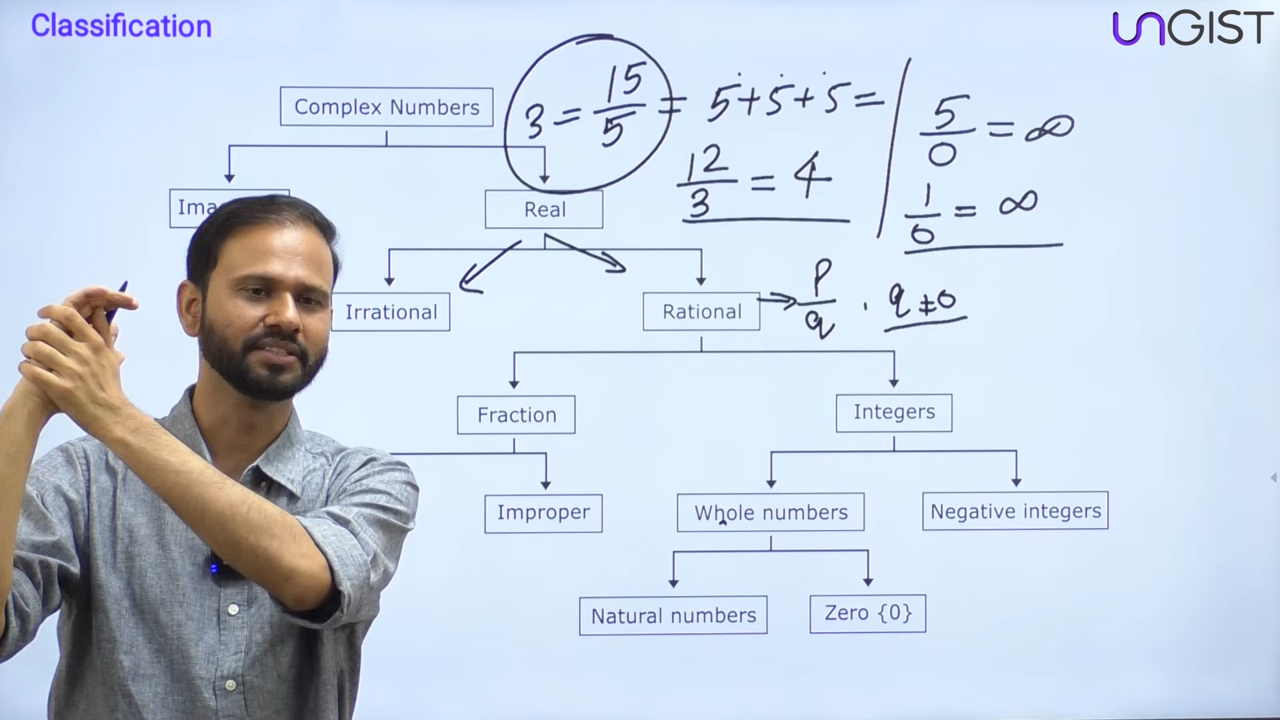 Classification
UNGIST
Complex Numbers
3 = 15/5 = 5+5+5=
5/0 = ∞
12/3 = 4
1/0 = ∞
Real
Irrational
Rational → p/q . q≠0
Fraction
Integers
Improper
Whole numbers
Negative integers
Natural numbers
Zero {0}